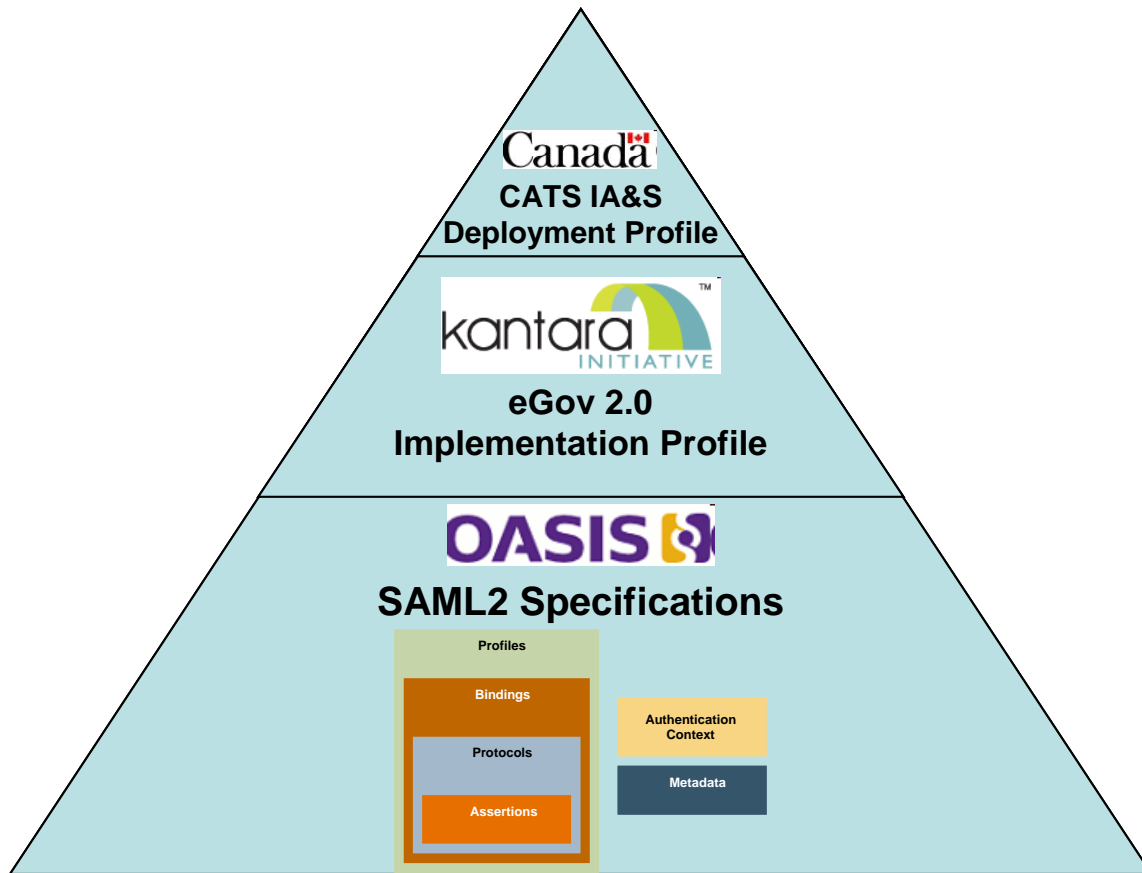 Canada
CATS IA&S
Deployment Profile
kantara
TM
INITIATIVE
eGov 2.0
Implementation Profile
OASIS
SAML2 Specifications
Profiles
Bindings
Protocols
Assertions
Authentication
Context
Metadata